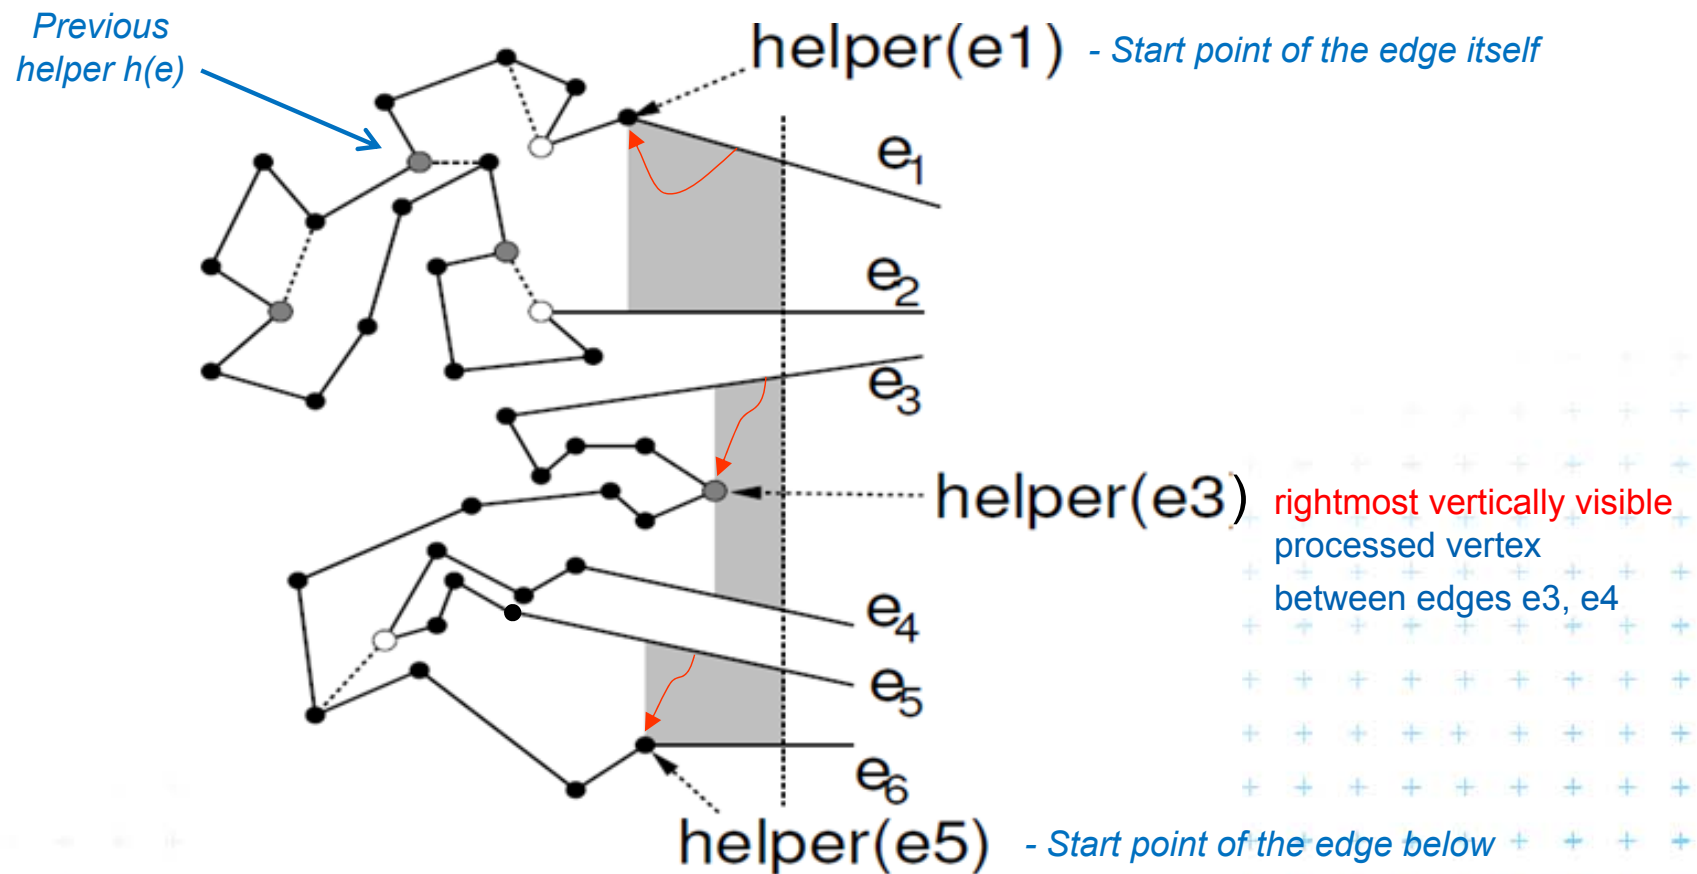 Previous
helper h(e)
helper(e1) - Start point of the edge itself
e1
e2
e3
helper(e3) rightmost vertically visible
processed vertex
between edges e3, e4
e4
e5
e6
helper(e5) - Start point of the edge below